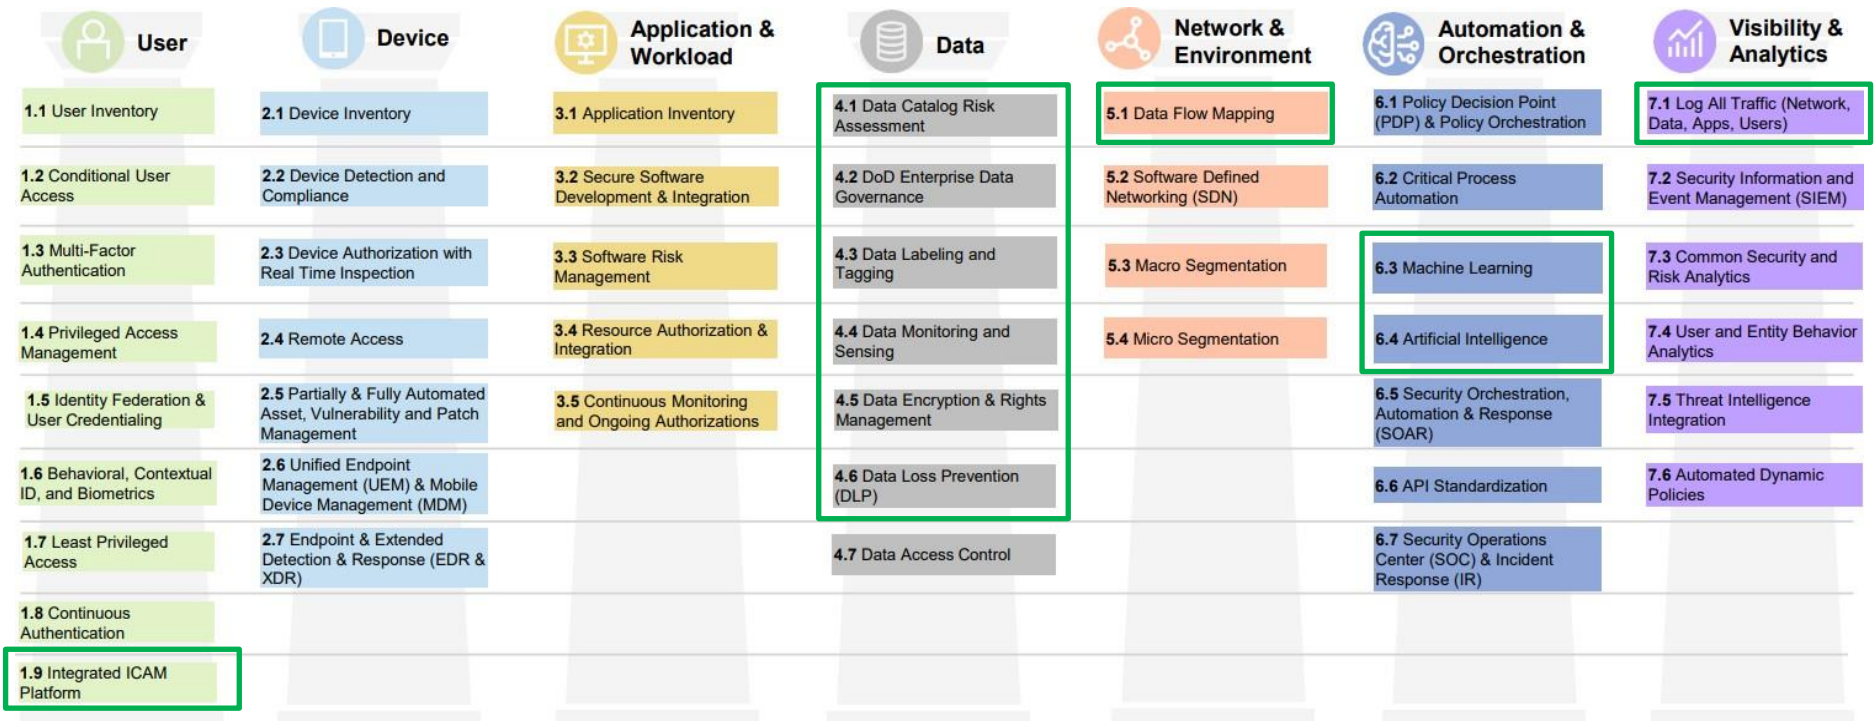 User
1.1 User Inventory
1.2 Conditional User
Access
1.3 Multi-Factor
Authentication
1.4 Privileged Access
Management
1.5 Identity Federation &
User Credentialing
1.6 Behavioral, Contextual
ID, and Biometrics
1.7 Least Privileged
Access
1.8 Continuous
Authentication
1.9 Integrated ICAM
Platform
Device
2.1 Device Inventory
2.2 Device Detection and
Compliance
2.3 Device Authorization with
Real Time Inspection
2.4 Remote Access
2.5 Partially & Fully Automated
Asset, Vulnerability and Patch
Management
2.6 Unified Endpoint
Management (UEM) & Mobile
Device Management (MDM)
2.7 Endpoint & Extended
Detection & Response (EDR &
XDR)
Application &
Workload
3.1 Application Inventory
3.2 Secure Software
Development & Integration
3.3 Software Risk
Management
3.4 Resource Authorization &
Integration
3.5 Continuous Monitoring
and Ongoing Authorizations
Data
4.1 Data Catalog Risk
Assessment
4.2 DoD Enterprise Data
Governance
4.3 Data Labeling and
Tagging
4.4 Data Monitoring and
Sensing
4.5 Data Encryption & Rights
Management
4.6 Data Loss Prevention
(DLP)
4.7 Data Access Control
Network &
Environment
5.1 Data Flow Mapping
5.2 Software Defined
Networking (SDN)
5.3 Macro Segmentation
5.4 Micro Segmentation
Automation &
Orchestration
6.1 Policy Decision Point
(PDP) & Policy Orchestration
6.2 Critical Process
Automation
6.3 Machine Learning
6.4 Artificial Intelligence
6.5 Security Orchestration,
Automation & Response
(SOAR)
6.6 API Standardization
6.7 Security Operations
Center (SOC) & Incident
Response (IR)
Visibility &
Analytics
7.1 Log All Traffic (Network,
Data, Apps, Users)
7.2 Security Information and
Event Management (SIEM)
7.3 Common Security and
Risk Analytics
7.4 User and Entity Behavior
Analytics
7.5 Threat Intelligence
Integration
7.6 Automated Dynamic
Policies